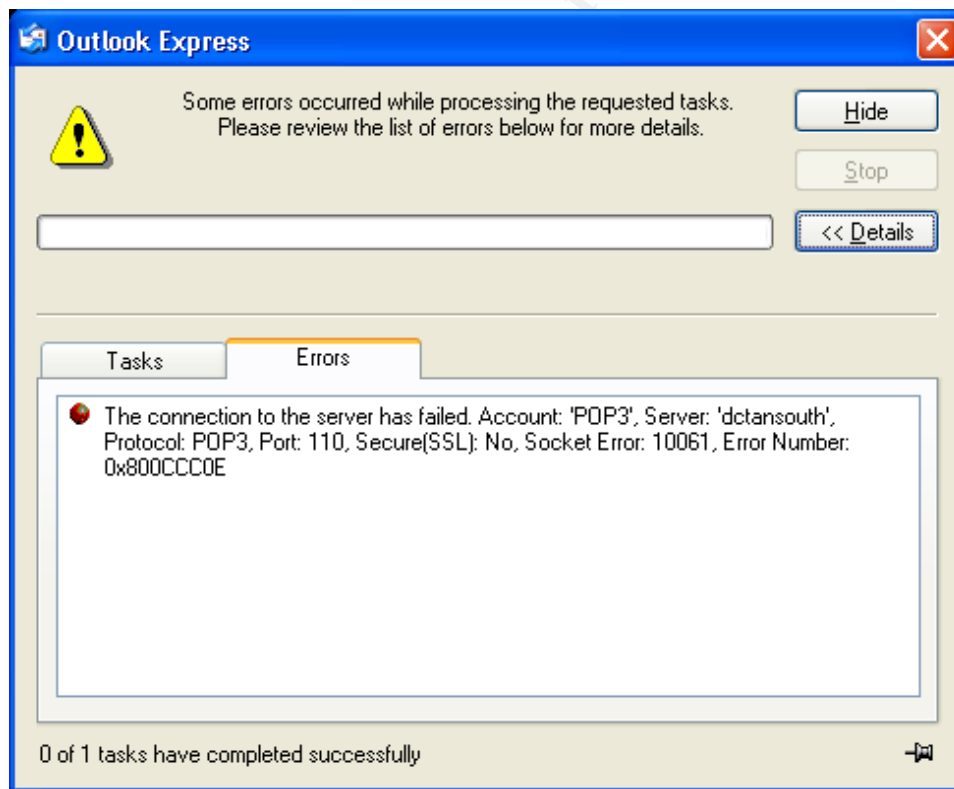 Outlook Express
Some errors occurred while processing the requested tasks.
Please review the list of errors below for more details.
Hide
Stop
<< Details
Tasks
Errors
The connection to the server has failed. Account: 'POP3', Server: 'dctansouth',
Protocol: POP3, Port: 110, Secure(SSL): No, Socket Error: 10061, Error Number:
0x800CCC0E
0 of 1 tasks have completed successfully